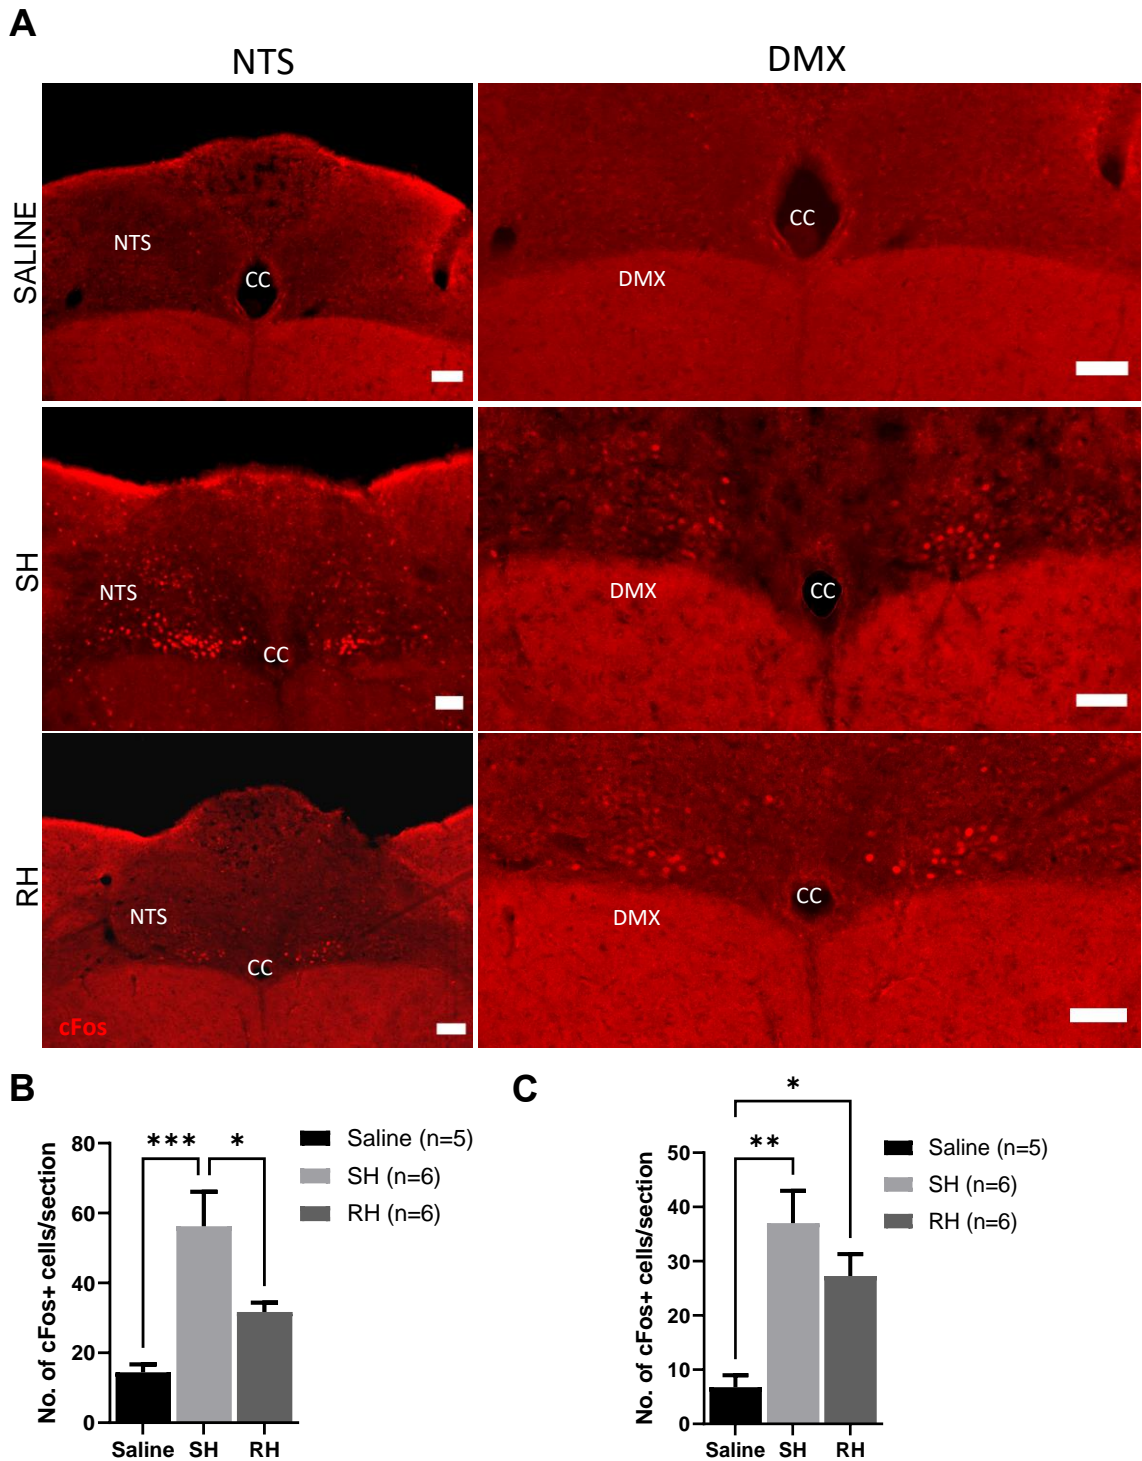 A
NTS DMX
SALINE
NTS
CC
CC
DMX
SH
NTS
CC
CC
DMX
RH
NTS
CC
cFos
CC
DMX
B
No. of cFos+ cells/section
80
60
40
20
0
*** *
Saline SH RH
Saline (n=5)
SH (n=6)
RH (n=6)
C
No. of cFos+ cells/section
50
40
30
20
10
0
*
**
Saline SH RH
Saline (n=5)
SH (n=6)
RH (n=6)